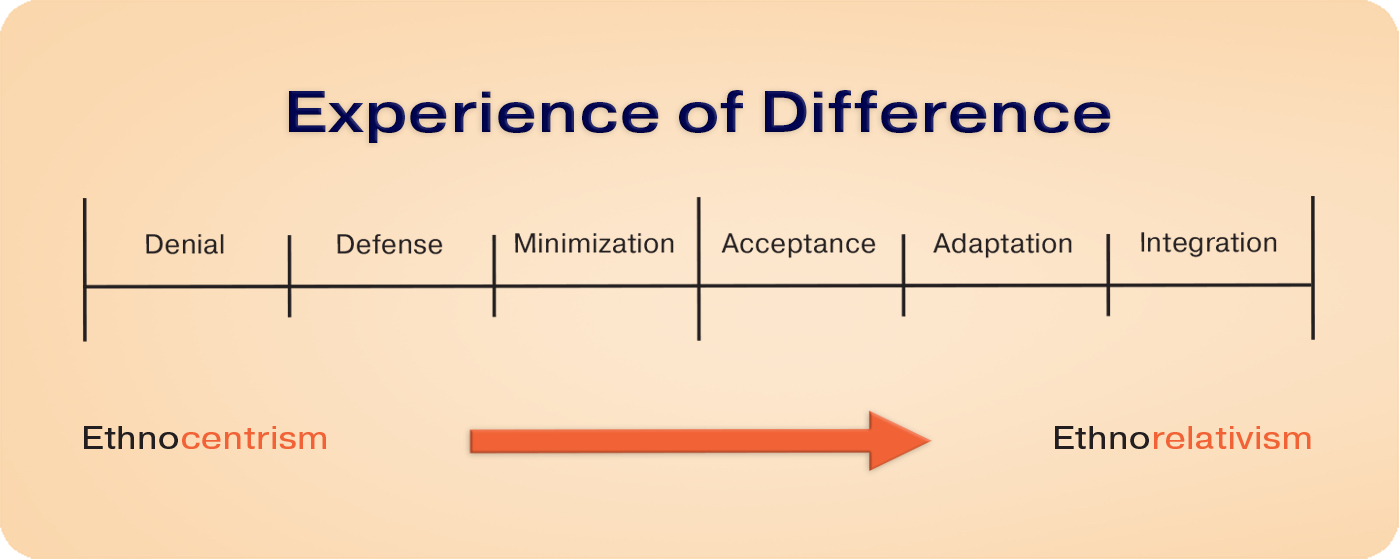 Experience of Difference
Denial Defense Minimization Acceptance Adaptation Integration
Ethnocentrism Ethnorelativism